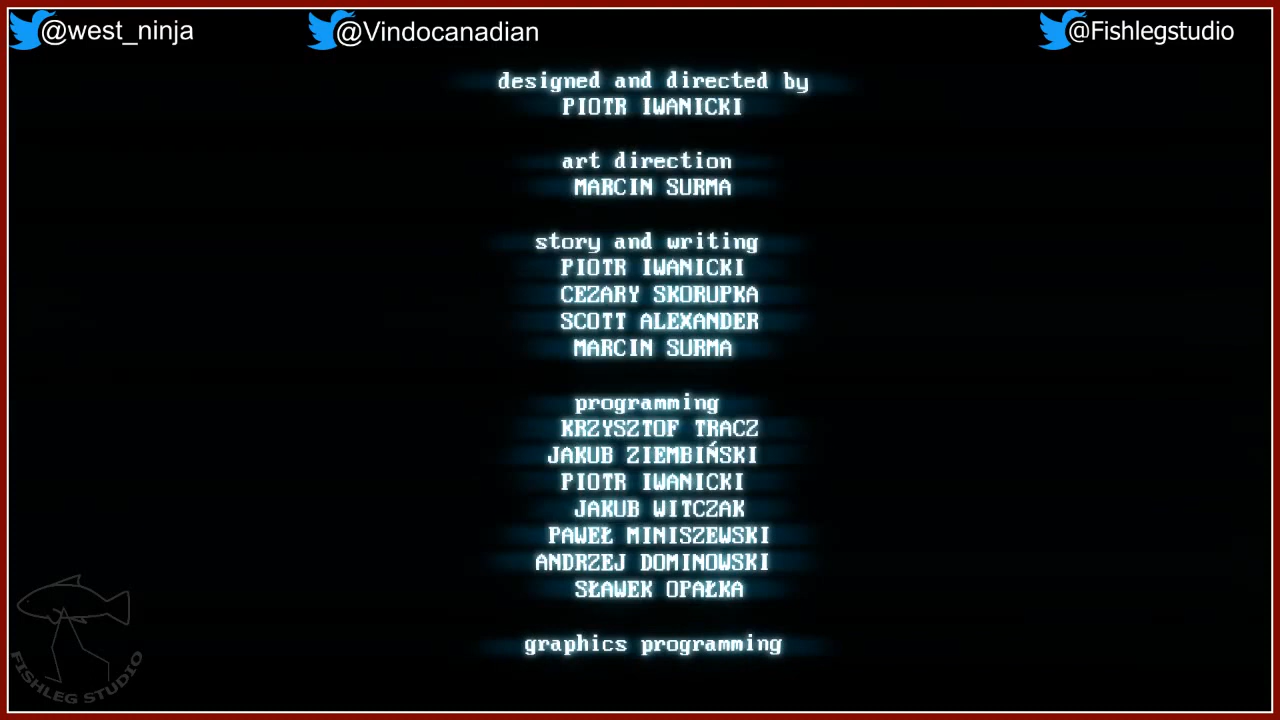 @west_ninja
@Vindocanadian
@Fishlegstudio
designed and directed by
PIOTR IWANICKI
art direction
MARCIN SURMA
story and writing
PIOTR IWANICKI
CEZARY SKORUPKA
SCOTT ALEXANDER
MARCIN SURMA
programming
KRZYSZTOF TRACZ
JAKUB ZIEMBIŃSKI
PIOTR IWANICKI
JAKUB WITCZAK
PAWEŁ MINISZEWSKI
ANDRZEJ DOMINOWSKI
SŁAWEK OPAŁKA
graphics programming
FISHLEG STUDIO